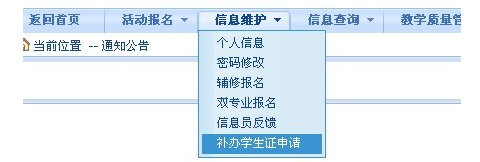 返回首页 活动报名 信息维护 信息查询 教学质量
当前位置 -- 通知公告
个人信息
密码修改
辅修报名
双专业报名
信息员反馈
补办学生证申请